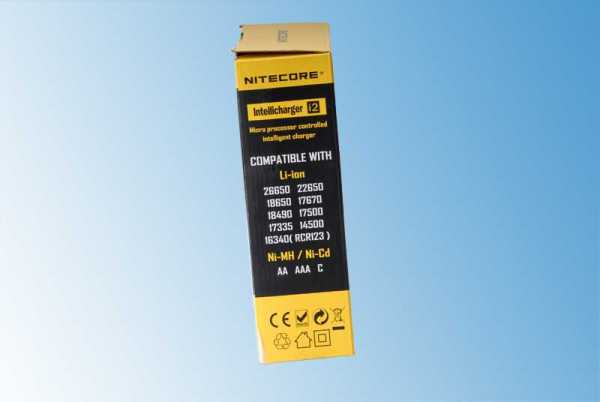 NITECORE®
Intellicharger i2
Micro processor controlled
intelligent charger
COMPATIBLE WITH
Li-ion
26650 22650
18650 17670
18490 17500
17335 14500
16340( RCR123 )
Ni-MH / Ni-Cd
AA AAA C
CE